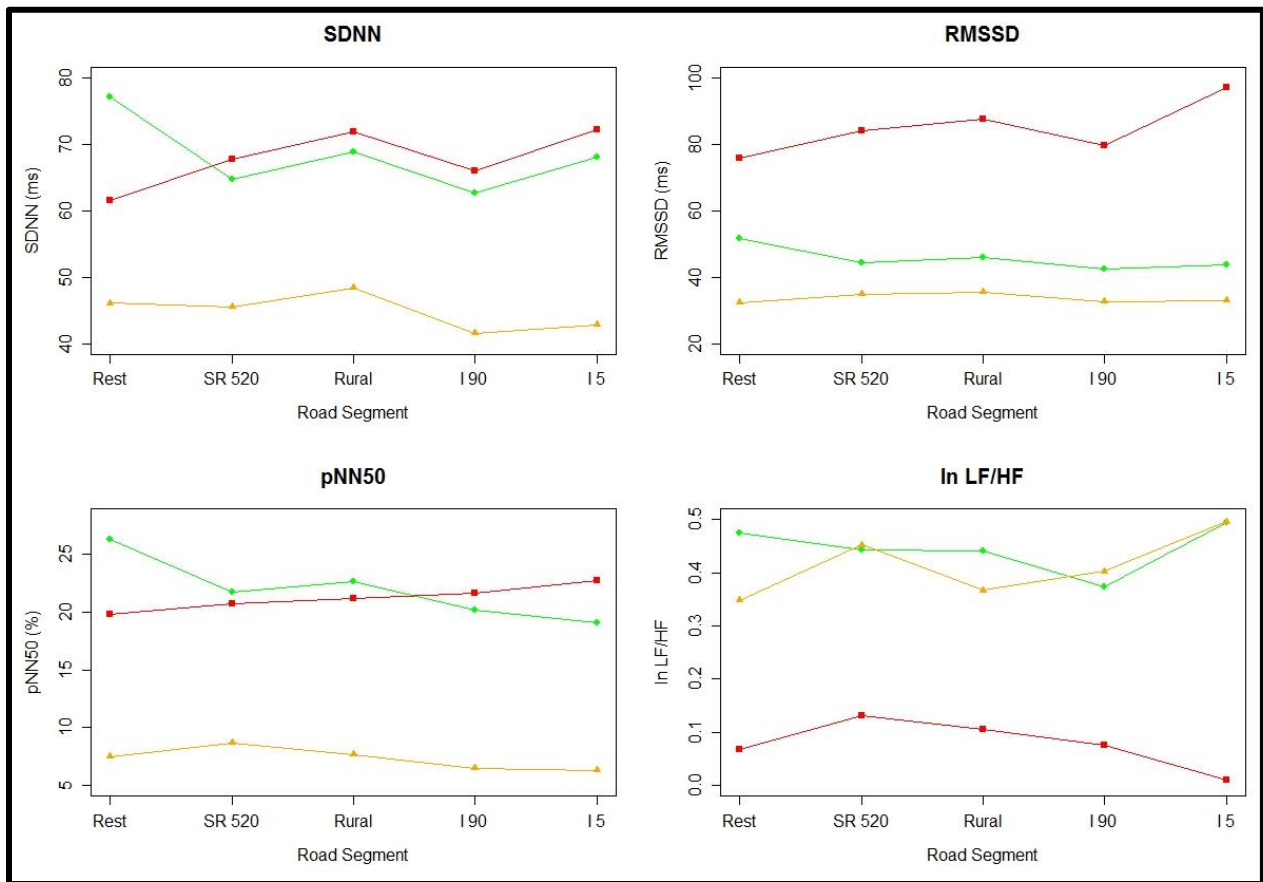 SDNN
80
70
60
50
40
SDNN (ms)
Rest SR 520 Rural I 90 I 5
Road Segment
RMSSD
100
80
60
40
20
RMSSD (ms)
Rest SR 520 Rural I 90 I 5
Road Segment
pNN50
25
20
15
10
5
pNN50 (%)
Rest SR 520 Rural I 90 I 5
Road Segment
ln LF/HF
0.5
0.4
0.3
0.2
0.1
0.0
ln LF/HF
Rest SR 520 Rural I 90 I 5
Road Segment